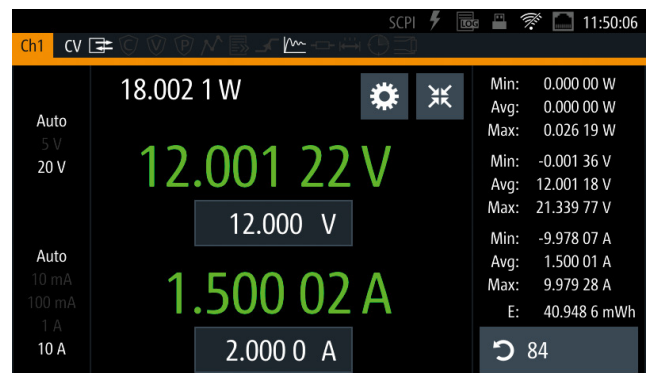 SCPI LOG 11:50:06
Ch1 CV C V P
18.002 1 W
Auto
5 V
20 V
12.001 22 V
12.000 V
Auto
10 mA
100 mA
1 A
10 A
1.500 02 A
2.000 0 A
Min: 0.000 00 W
Avg: 0.000 00 W
Max: 0.026 19 W
Min: -0.001 36 V
Avg: 12.001 18 V
Max: 21.339 77 V
Min: -9.978 07 A
Avg: 1.500 01 A
Max: 9.979 28 A
E: 40.948 6 mWh
84